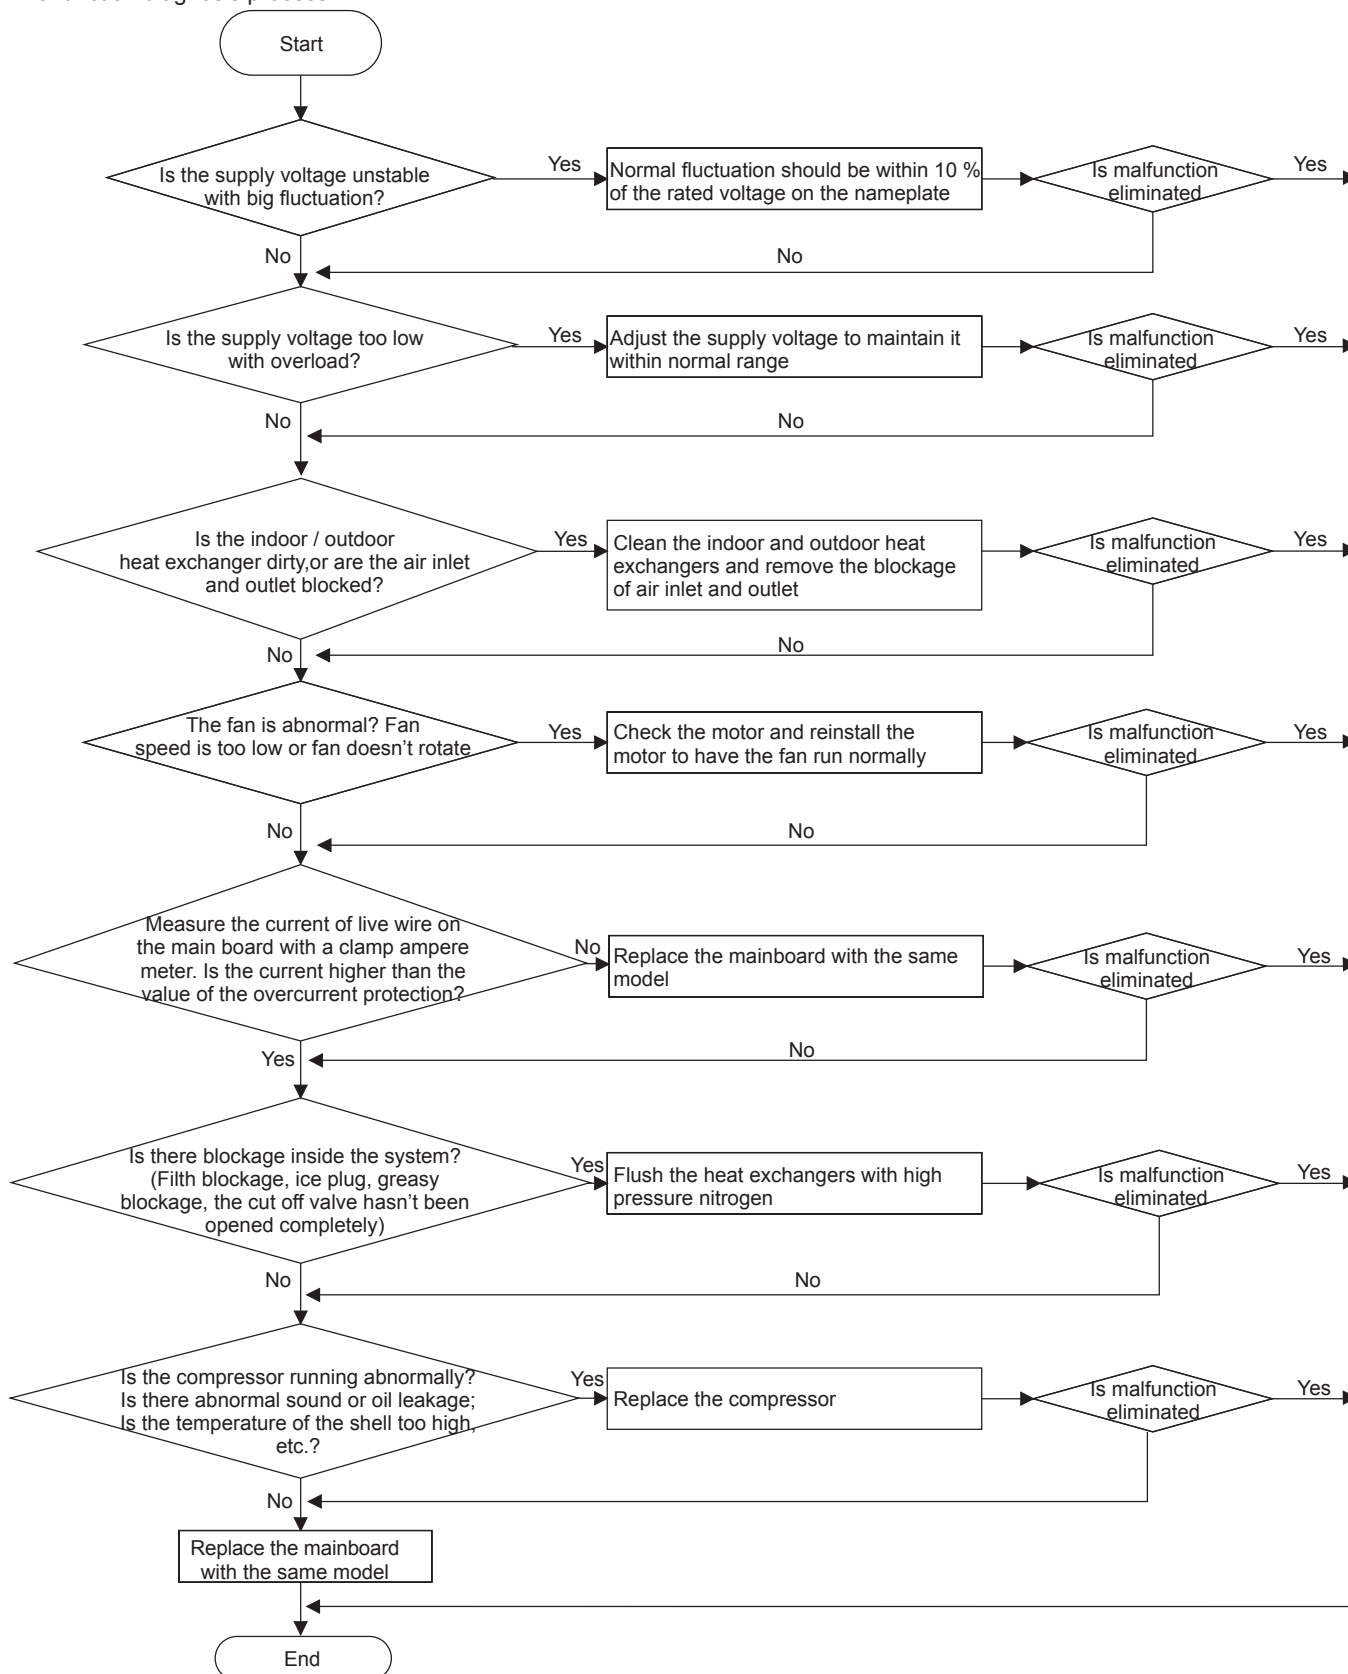 Start
Is the supply voltage unstable
with big fluctuation?
Yes
Normal fluctuation should be within 10 %
of the rated voltage on the nameplate
Is malfunction
eliminated
Yes
No
No
Is the supply voltage too low
with overload?
Yes
Adjust the supply voltage to maintain it
within normal range
Is malfunction
eliminated
Yes
No
No
Is the indoor / outdoor
heat exchanger dirty,or are the air inlet
and outlet blocked?
Yes
Clean the indoor and outdoor heat
exchangers and remove the blockage
of air inlet and outlet
Is malfunction
eliminated
Yes
No
No
The fan is abnormal? Fan
speed is too low or fan doesn't rotate
Yes
Check the motor and reinstall the
motor to have the fan run normally
Is malfunction
eliminated
Yes
No
No
Measure the current of live wire on
the main board with a clamp ampere
meter. Is the current higher than the
value of the overcurrent protection?
No
Replace the mainboard with the same
model
Is malfunction
eliminated
Yes
Yes
No
Is there blockage inside the system?
(Filth blockage, ice plug, greasy
blockage, the cut off valve hasn't been
opened completely)
Yes
Flush the heat exchangers with high
pressure nitrogen
Is malfunction
eliminated
Yes
No
No
Is the compressor running abnormally?
Is there abnormal sound or oil leakage;
Is the temperature of the shell too high,
etc.?
Yes
Replace the compressor
Is malfunction
eliminated
Yes
No
Replace the mainboard
with the same model
End